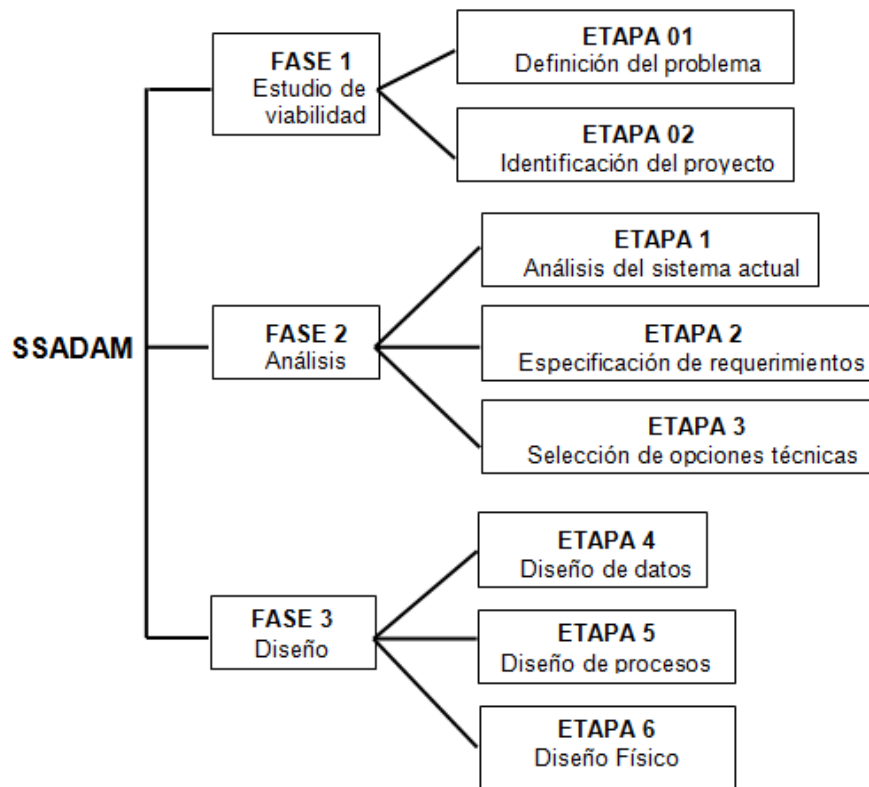 SSADAM
FASE 1
Estudio de
viabilidad
ETAPA 01
Definición del problema
ETAPA 02
Identificación del proyecto
FASE 2
Análisis
ETAPA 1
Análisis del sistema actual
ETAPA 2
Especificación de requerimientos
ETAPA 3
Selección de opciones técnicas
FASE 3
Diseño
ETAPA 4
Diseño de datos
ETAPA 5
Diseño de procesos
ETAPA 6
Diseño Físico